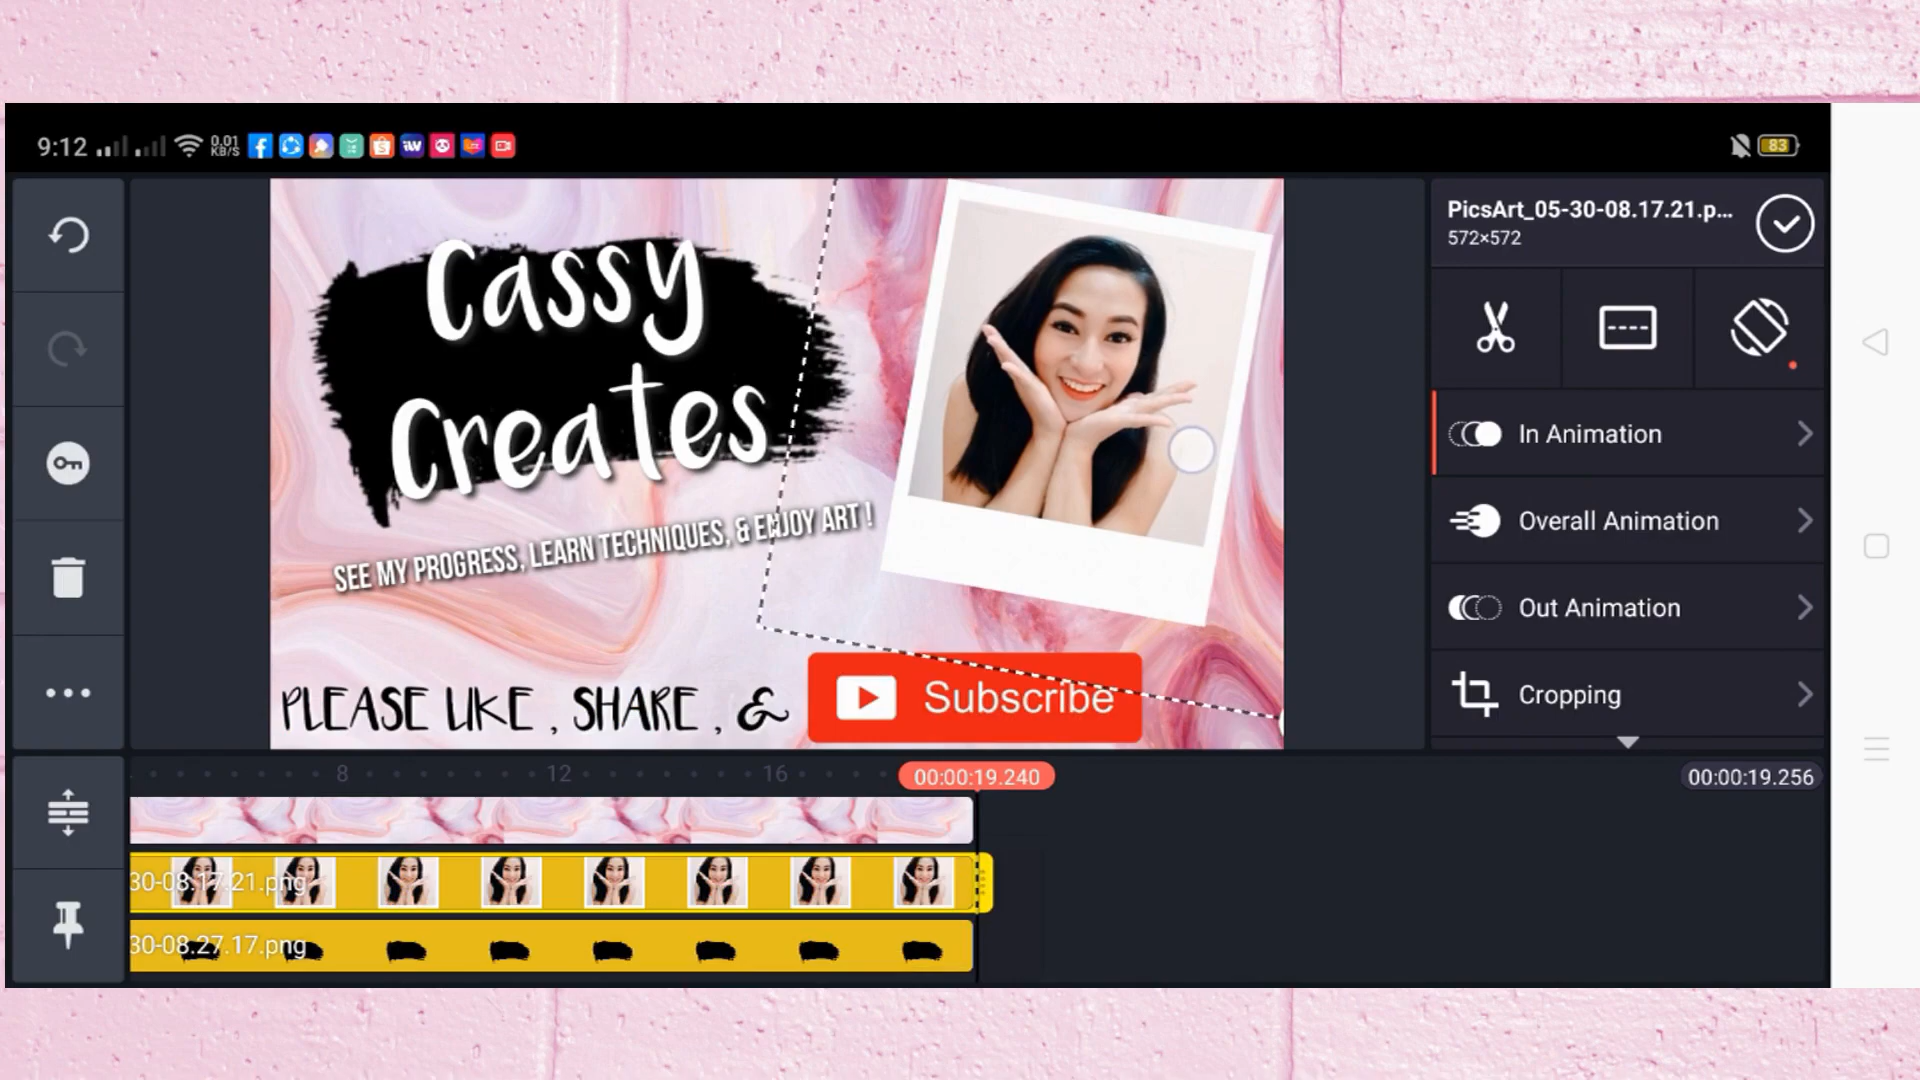 9:12
0.01
KB/S
83
Cassy
Creates
SEE MY PROGRESS, LEARN TECHNIQUES, & ENJOY ART !
PLEASE LIKE , SHARE , &
Subscribe
PicsArt_05-30-08.17.21.p...
572×572
In Animation
Overall Animation
Out Animation
Cropping
8
12
16
00:00:19.240
00:00:19.256
30-08.17.21.png
30-08.27.17.png